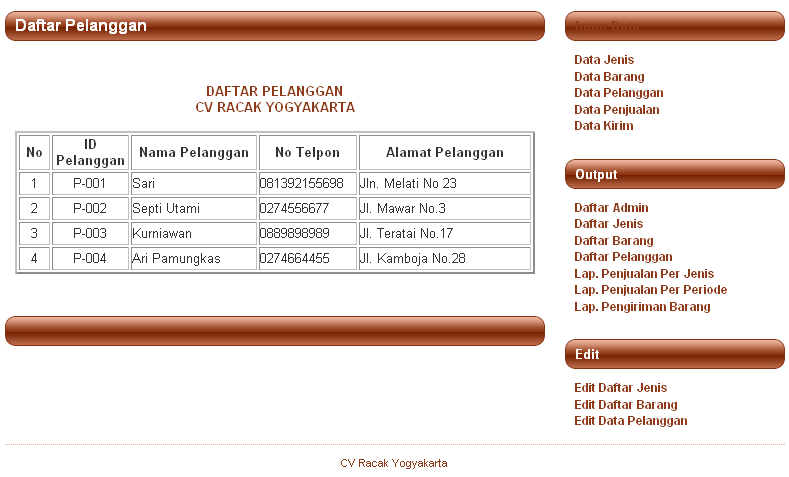 Daftar Pelanggan
DAFTAR PELANGGAN
CV RACAK YOGYAKARTA
No ID Pelanggan Nama Pelanggan No Telpon Alamat Pelanggan
1 P-001 Sari 081392155698 Jln. Melati No 23
2 P-002 Septi Utami 0274556677 Jl. Mawar No.3
3 P-003 Kurniawan 0889898989 Jl. Teratai No.17
4 P-004 Ari Pamungkas 0274664455 Jl. Kamboja No.28
Input Data
Data Jenis
Data Barang
Data Pelanggan
Data Penjualan
Data Kirim
Output
Daftar Admin
Daftar Jenis
Daftar Barang
Daftar Pelanggan
Lap. Penjualan Per Jenis
Lap. Penjualan Per Periode
Lap. Pengiriman Barang
Edit
Edit Daftar Jenis
Edit Daftar Barang
Edit Data Pelanggan
CV Racak Yogyakarta